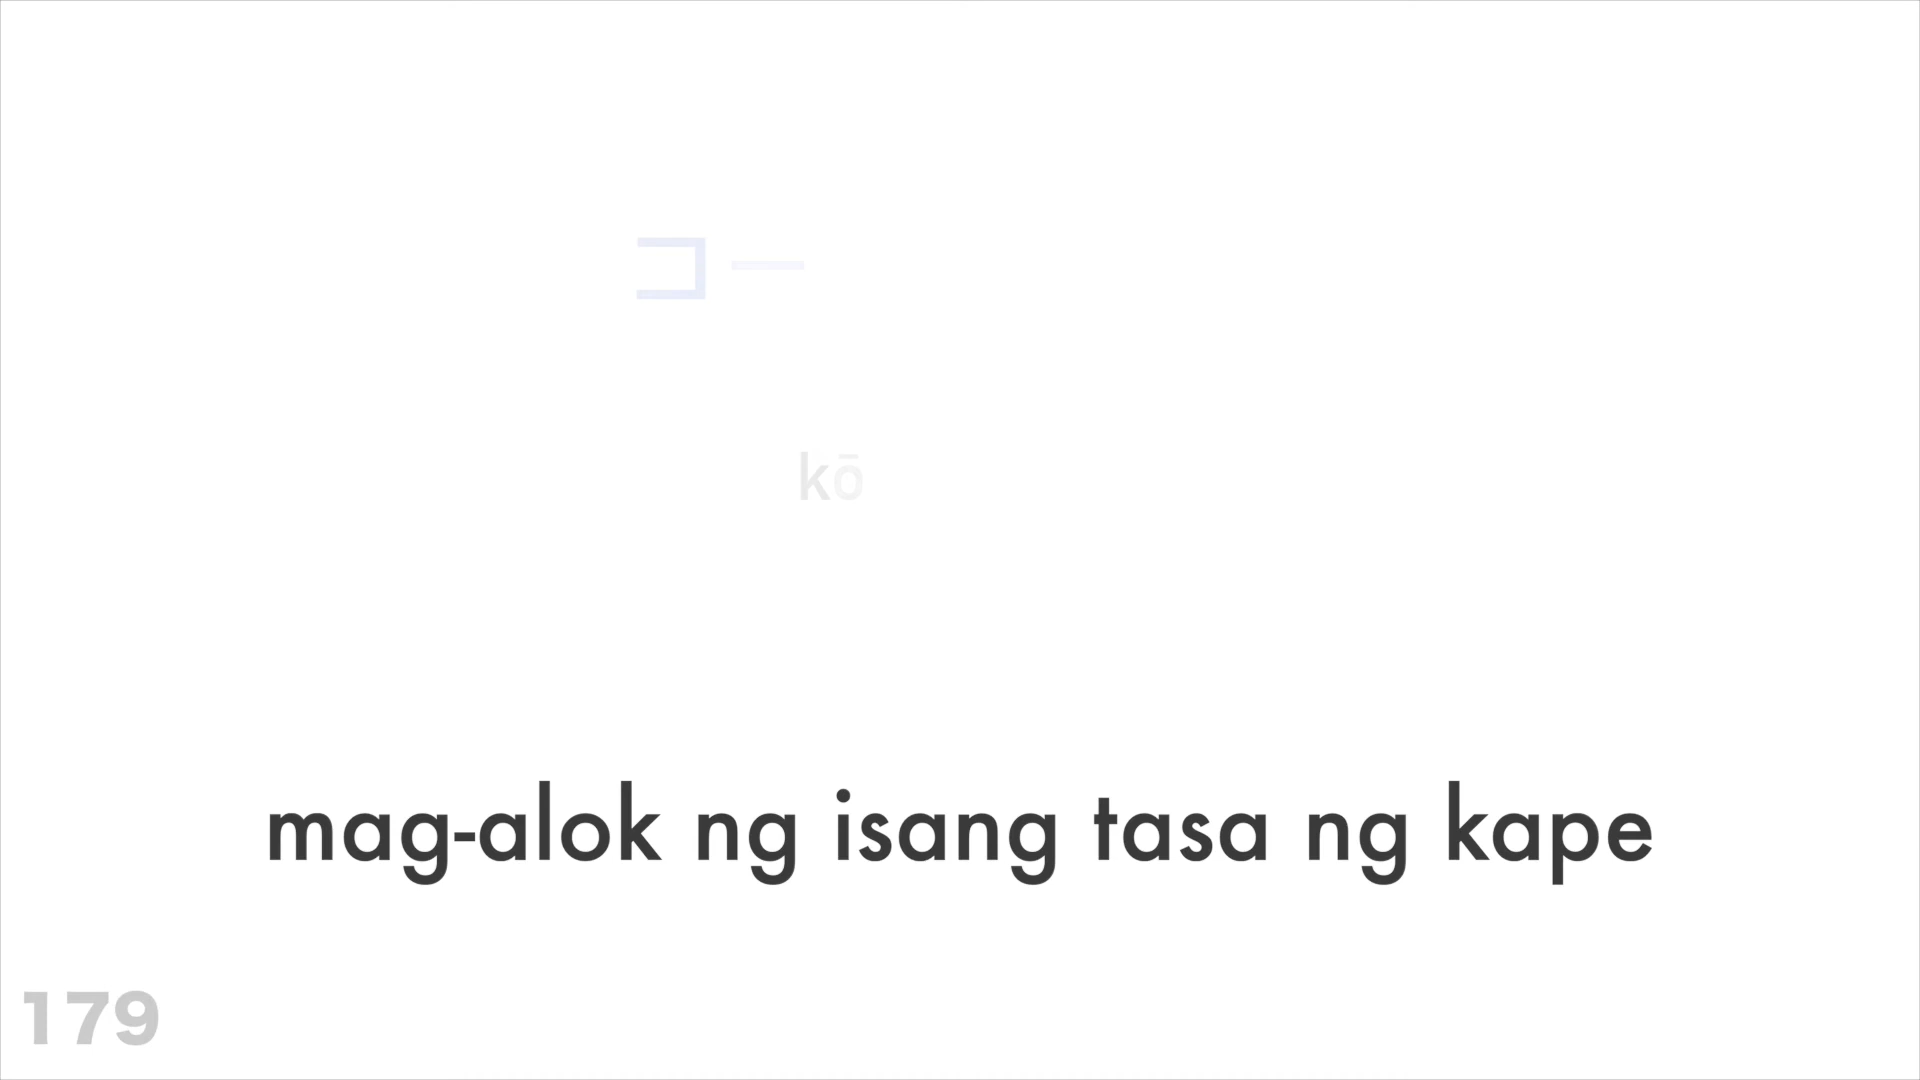 コー
kō
mag-alok ng isang tasa ng kape
179